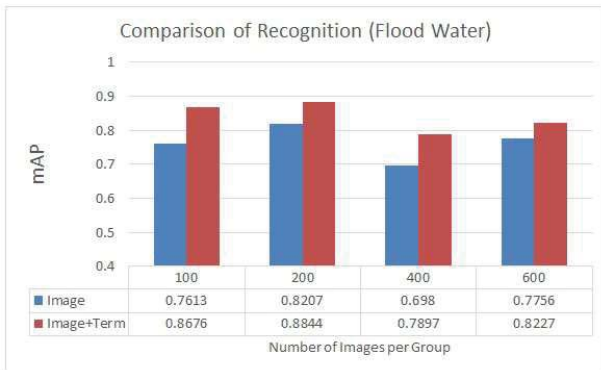 Comparison of Recognition (Flood Water)
1
0.9
0.8
0.7
0.6
0.5
0.4
mAP
100 200 400 600
Image 0.7613 0.8207 0.698 0.7756
Image+Term 0.8676 0.8844 0.7897 0.8227
Number of Images per Group